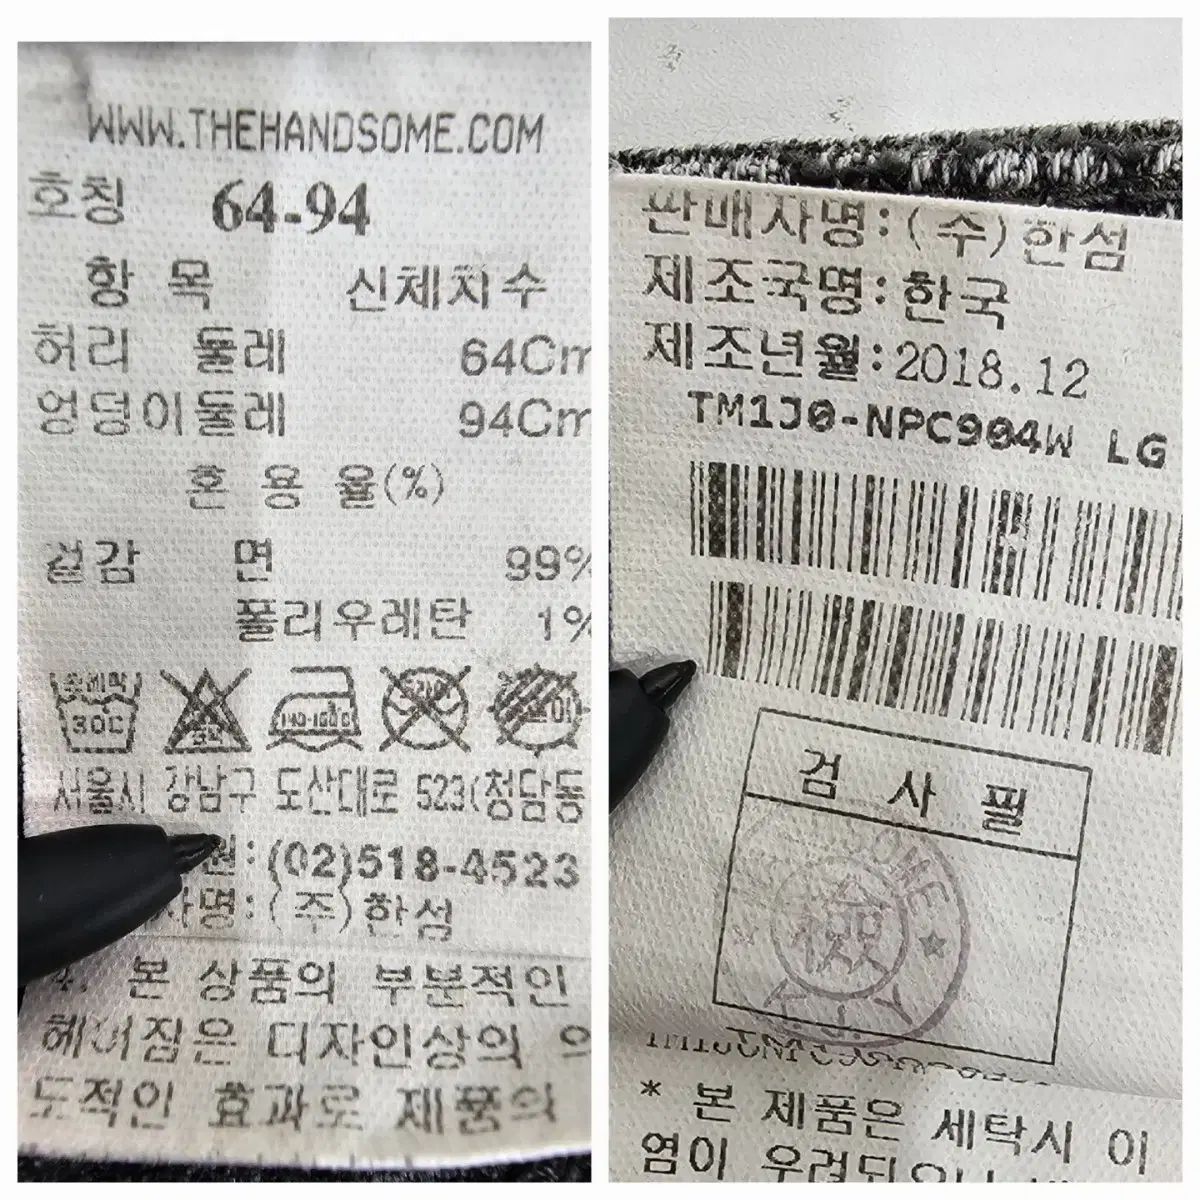 WWW.THEHANDSOME.COM
호칭 64-94
항 목 신체치수
허리 둘레 64Cm
엉덩이둘레 94Cm
혼 용 율(%)
겉감 면 99%
폴리우레탄 1%
30C
140-160℃
서울시 강남구 도산대로 523(청담동
원:(02)518-4523
자명:(주)한섬
본 상품의 부분적인
헤어짐은 디자인상의 의
도적인 효과로 제품의
판매자명:(주)한섬
제조국명:한국
제조년월:2018.12
TM1J0-NPC904W LG
검 사 필
* 본 제품은 세탁시 이
염이 우려되오니